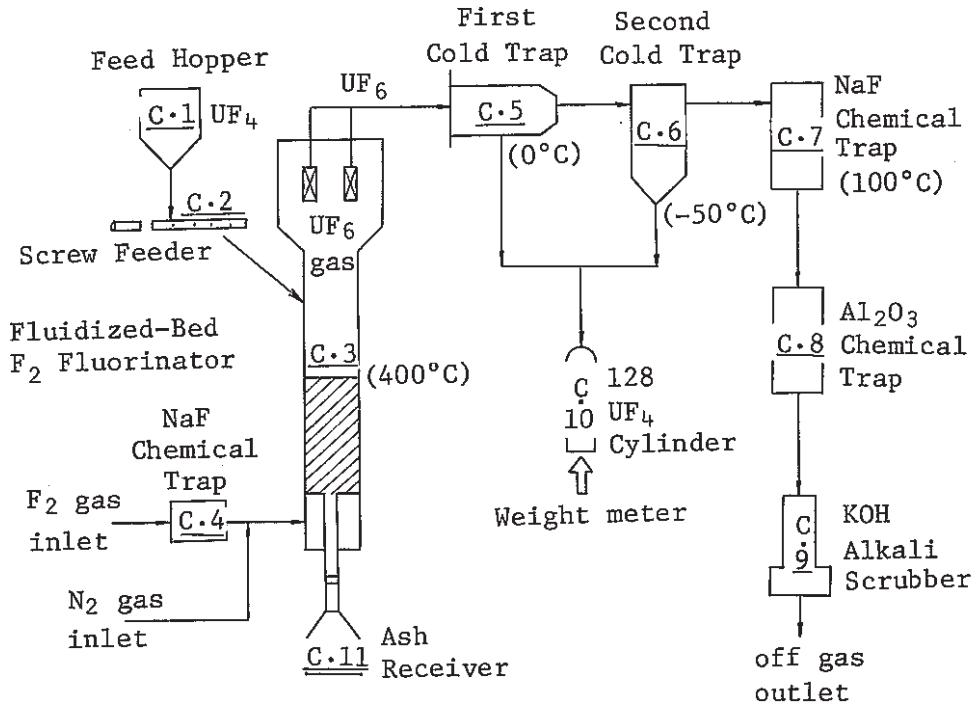 First
Cold Trap
Second
Cold Trap
Feed Hopper
C·1
UF4
UF6
C·5
(0°C)
C·6
(-50°C)
NaF
Chemical
Trap
(100°C)
C·7
C·2
Screw Feeder
UF6
gas
Fluidized-Bed
F2 Fluorinator
C·3
(400°C)
Al2O3
Chemical
Trap
C·8
C·10
128
UF4
Cylinder
Weight meter
NaF
Chemical
Trap
F2 gas
inlet
C·4
N2 gas
inlet
C·9
KOH
Alkali
Scrubber
C·11
Ash
Receiver
off gas
outlet